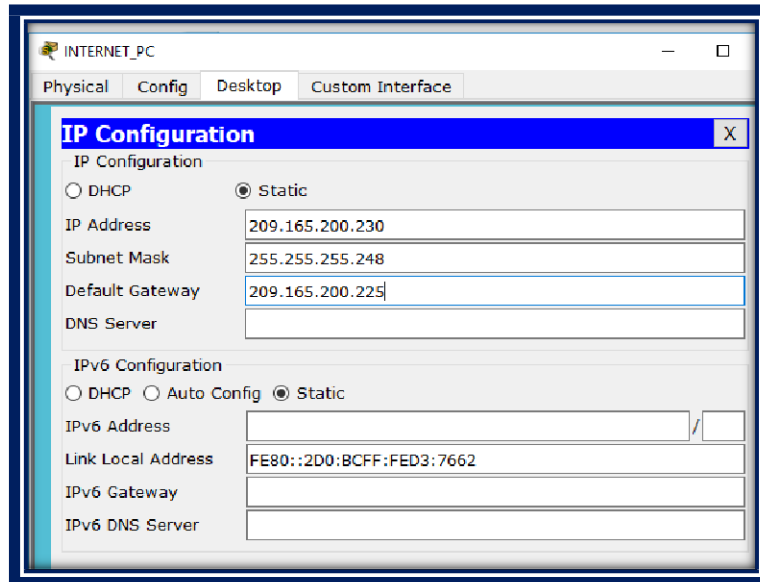 INTERNET_PC
Physical Config Desktop Custom Interface
IP Configuration X
IP Configuration
DHCP Static
IP Address 209.165.200.230
Subnet Mask 255.255.255.248
Default Gateway 209.165.200.225
DNS Server
IPv6 Configuration
DHCP Auto Config Static
IPv6 Address /
Link Local Address FE80::2D0:BCFF:FED3:7662
IPv6 Gateway
IPv6 DNS Server